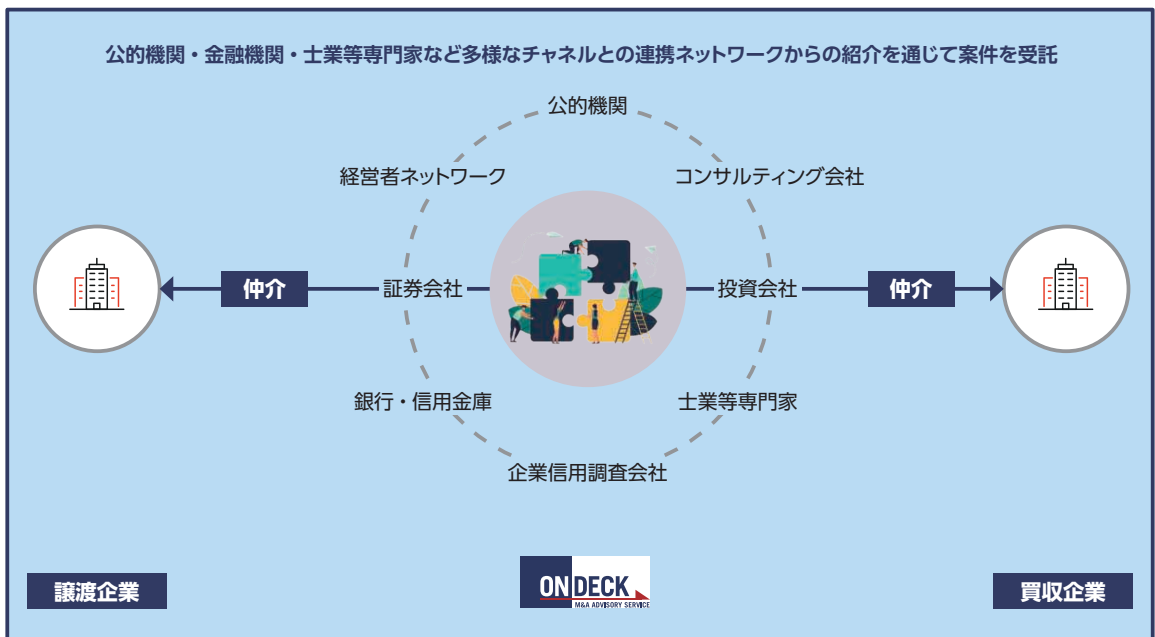 公的機関・金融機関・士業等専門家など多様なチャネルとの連携ネットワークからの紹介を通じて案件を受託
公的機関
経営者ネットワーク
コンサルティング会社
仲介
証券会社
投資会社
仲介
銀行・信用金庫
士業等専門家
企業信用調査会社
譲渡企業
ON DECK
M&A ADVISORY SERVICE
買収企業